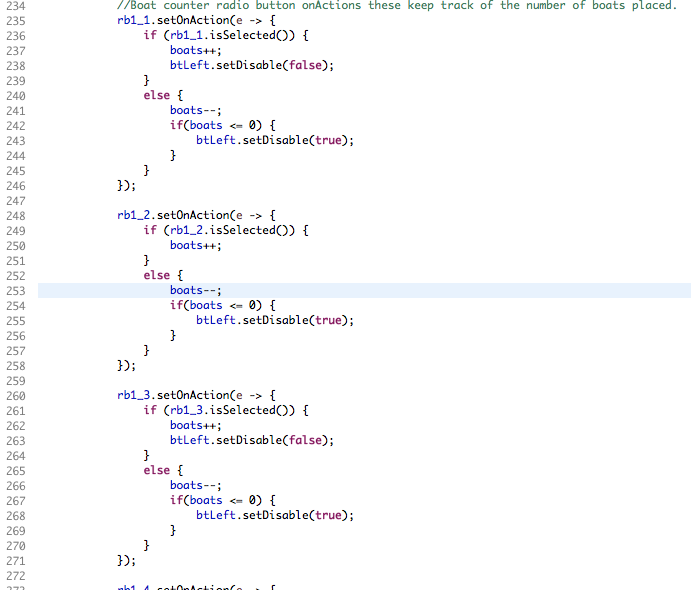 234 //Boat counter radio button onActions these keep track of the number of boats placed.
235 rb1_1.setOnAction(e -> {
236 if (rb1_1.isSelected()) {
237 boats++;
238 btLeft.setDisable(false);
239 }
240 else {
241 boats--;
242 if(boats <= 0) {
243 btLeft.setDisable(true);
244 }
245 }
246 });
247
248 rb1_2.setOnAction(e -> {
249 if (rb1_2.isSelected()) {
250 boats++;
251 }
252 else {
253 boats--;
254 if(boats <= 0) {
255 btLeft.setDisable(true);
256 }
257 }
258 });
259
260 rb1_3.setOnAction(e -> {
261 if (rb1_3.isSelected()) {
262 boats++;
263 btLeft.setDisable(false);
264 }
265 else {
266 boats--;
267 if(boats <= 0) {
268 btLeft.setDisable(true);
269 }
270 }
271 });
272
273 rb1_4.setOnAction(e -> {